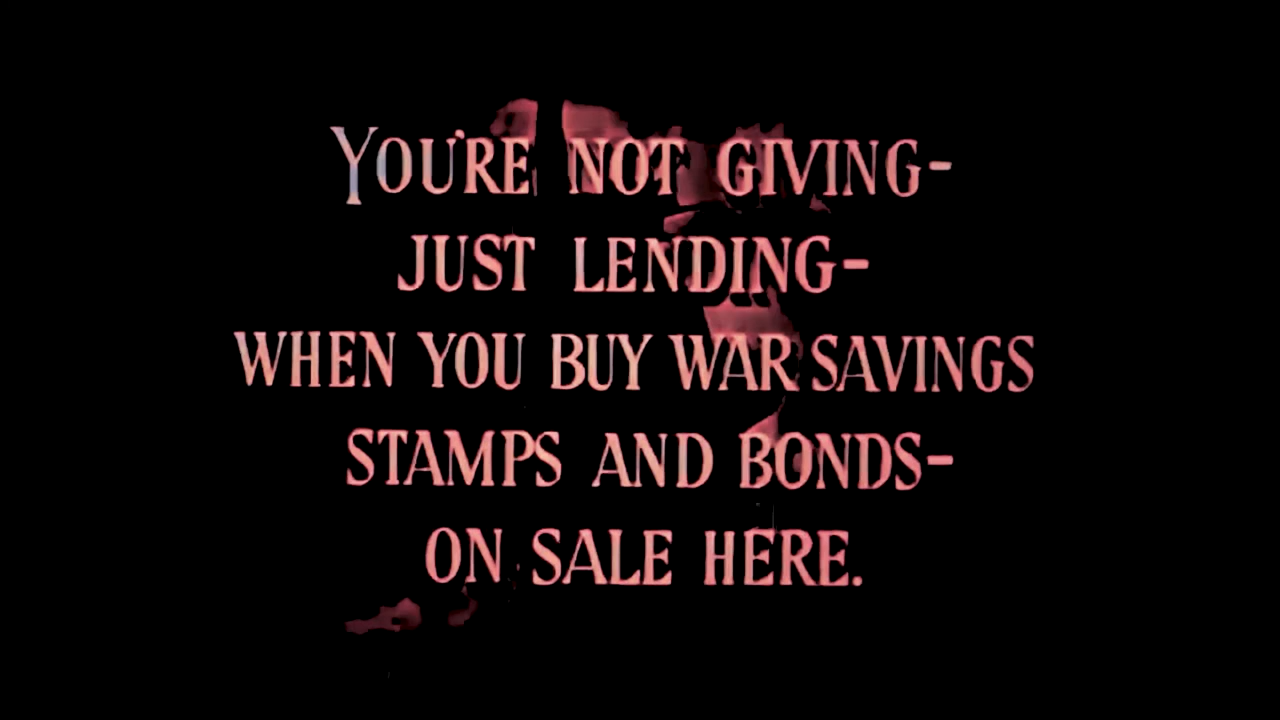 YOU'RE NOT GIVING-
JUST LENDING-
WHEN YOU BUY WAR SAVINGS
STAMPS AND BONDS-
ON SALE HERE.